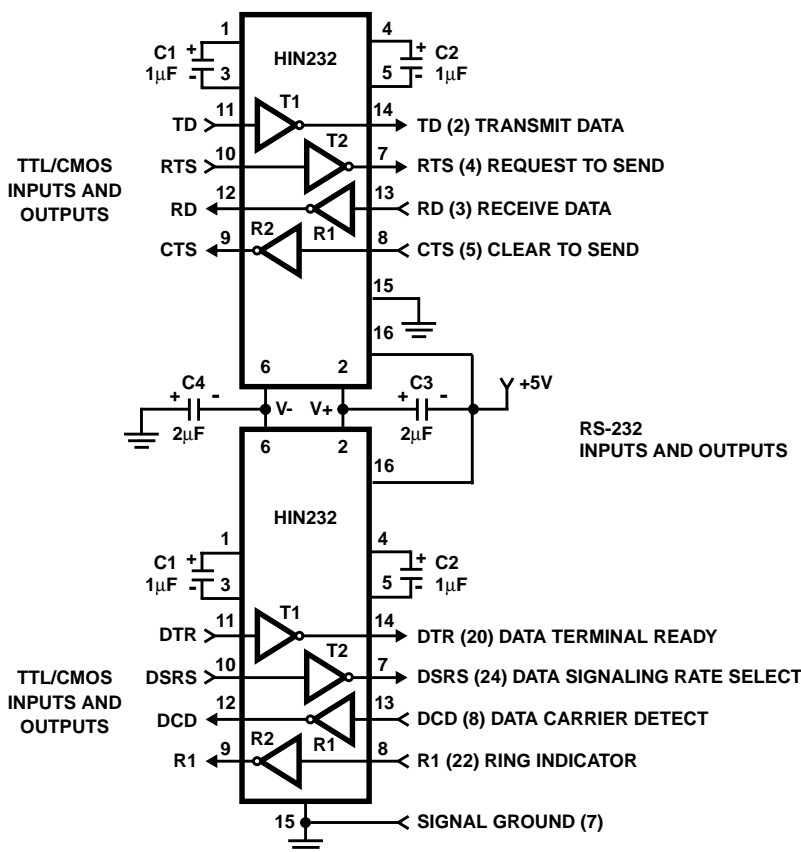 1
4
C1
+
1μF
-
3
HIN232
+
C2
5
-
1μF
11
T1
14
TD
TD (2) TRANSMIT DATA
TTL/CMOS
INPUTS AND
OUTPUTS
10
T2
7
RTS
RTS (4) REQUEST TO SEND
12
13
RD
RD (3) RECEIVE DATA
9
R2
R1
8
CTS
CTS (5) CLEAR TO SEND
15
16
6
2
C4
+
-
2μF
V-
V+
C3
+
-
2μF
+5V
RS-232
INPUTS AND OUTPUTS
6
2
16
HIN232
1
4
C1
+
1μF
-
3
+
C2
5
-
1μF
11
T1
14
DTR
DTR (20) DATA TERMINAL READY
TTL/CMOS
INPUTS AND
OUTPUTS
10
T2
7
DSRS
DSRS (24) DATA SIGNALING RATE SELECT
12
13
DCD
DCD (8) DATA CARRIER DETECT
9
R2
R1
8
R1
R1 (22) RING INDICATOR
15
SIGNAL GROUND (7)